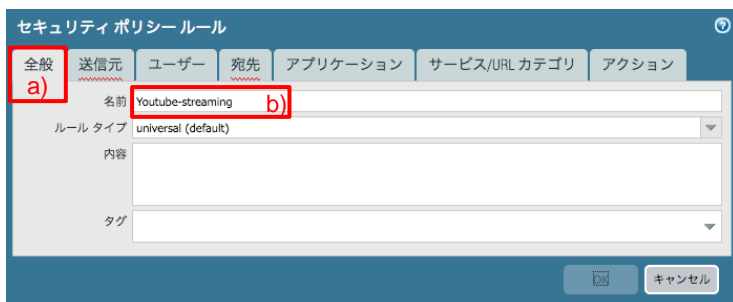 セキュリティ ポリシー ルール
全般 送信元 ユーザー 宛先 アプリケーション サービス/URL カテゴリ アクション
a)
名前 Youtube-streaming b)
ルール タイプ universal (default)
内容
タグ
OK キャンセル